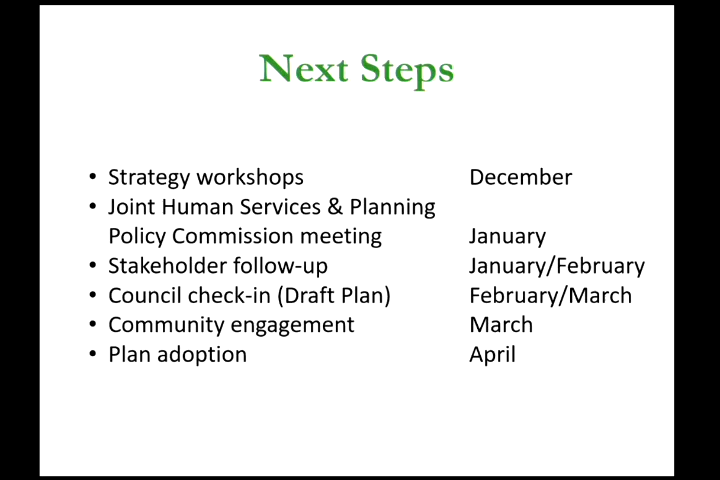 Next Steps
• Strategy workshops December
• Joint Human Services & Planning
Policy Commission meeting January
• Stakeholder follow-up January/February
• Council check-in (Draft Plan) February/March
• Community engagement March
• Plan adoption April